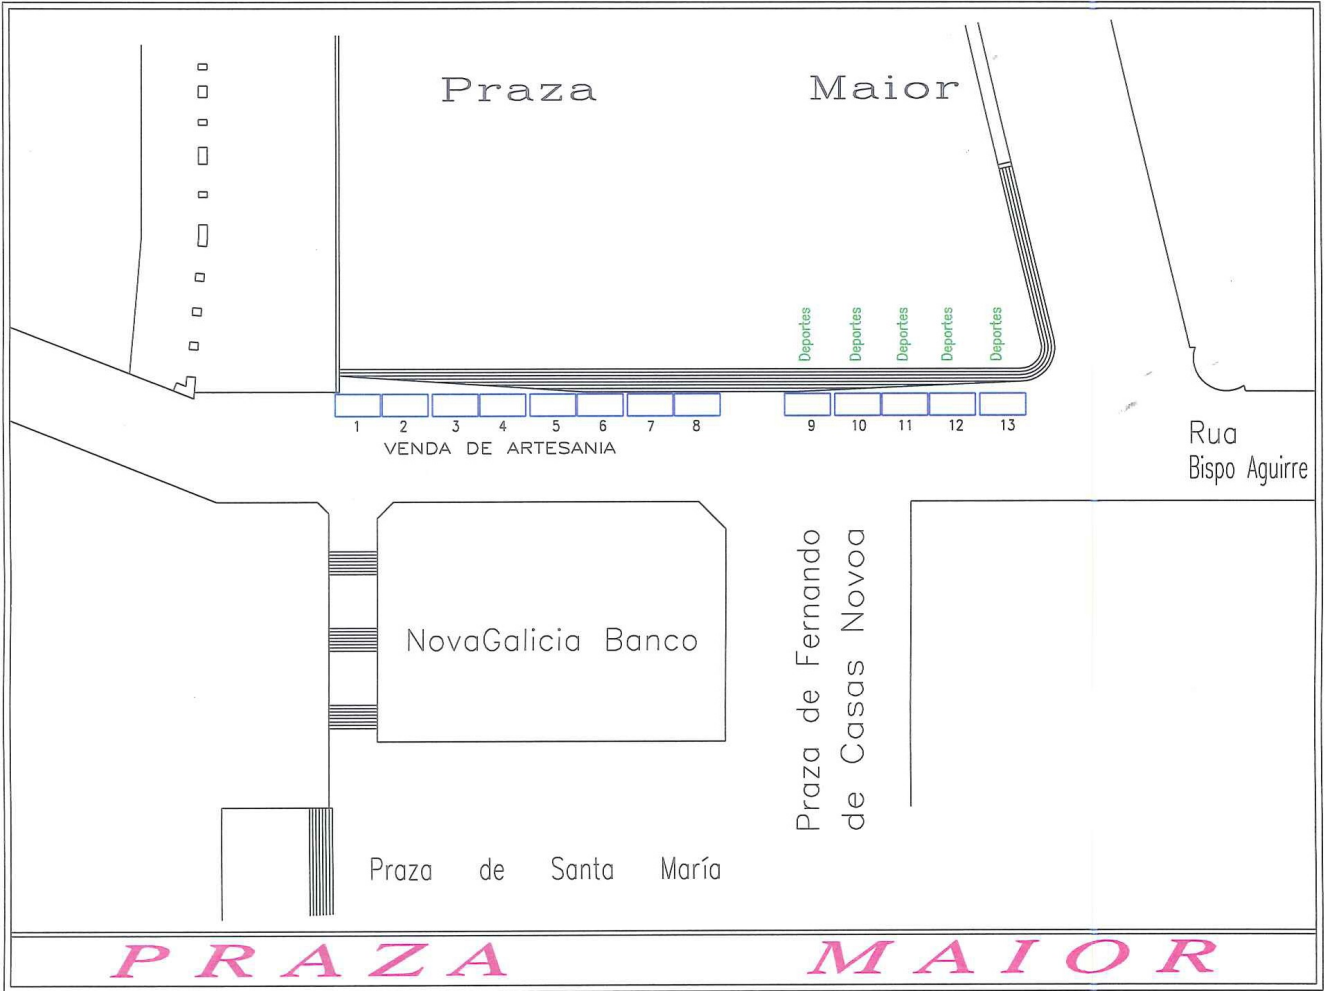 Praza Maior
Deportes Deportes Deportes Deportes Deportes
1 2 3 4 5 6 7 8 9 10 11 12 13
VENDA DE ARTESANIA
Rua
Bispo Aguirre
NovaGalicia Banco
Praza de Fernando
de Casas Novoa
Praza de Santa María
PRAZA MAIOR